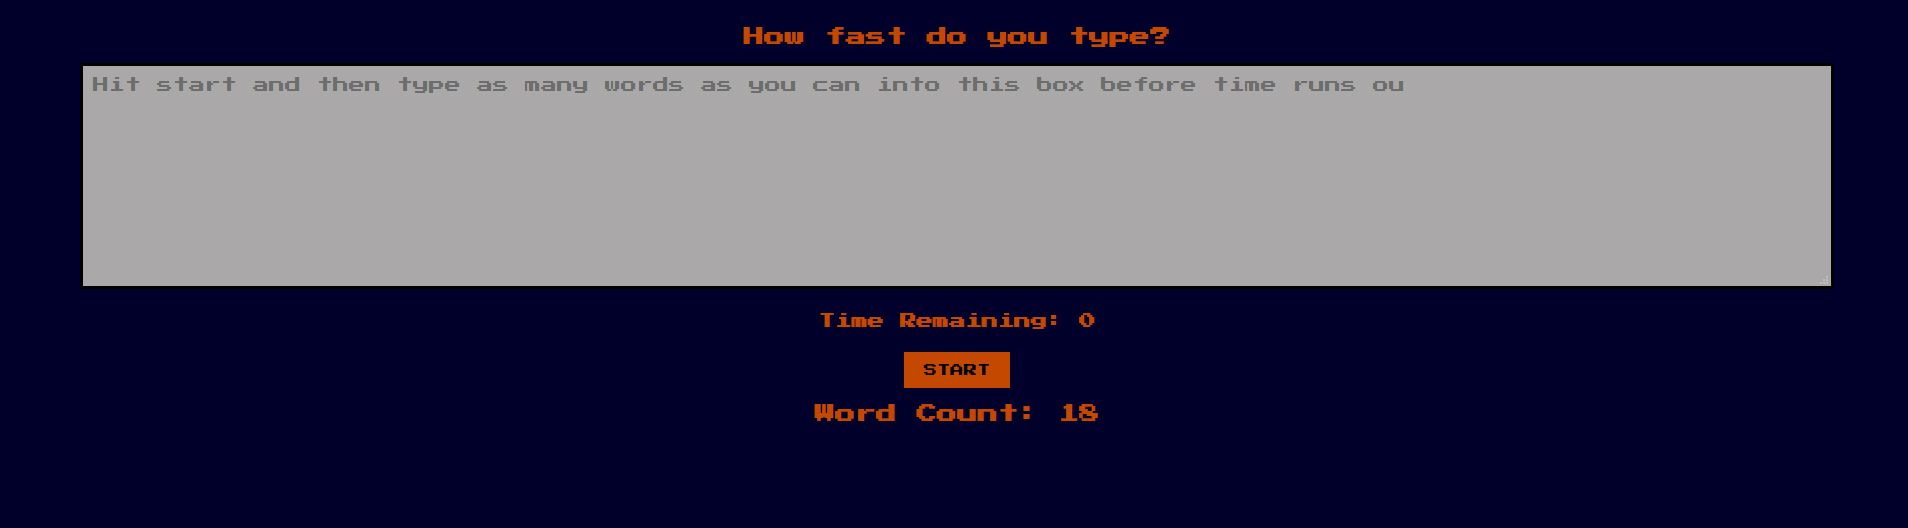 How fast do you type?
Hit start and then type as many words as you can into this box before time runs ou
Time Remaining: 0
START
Word Count: 18